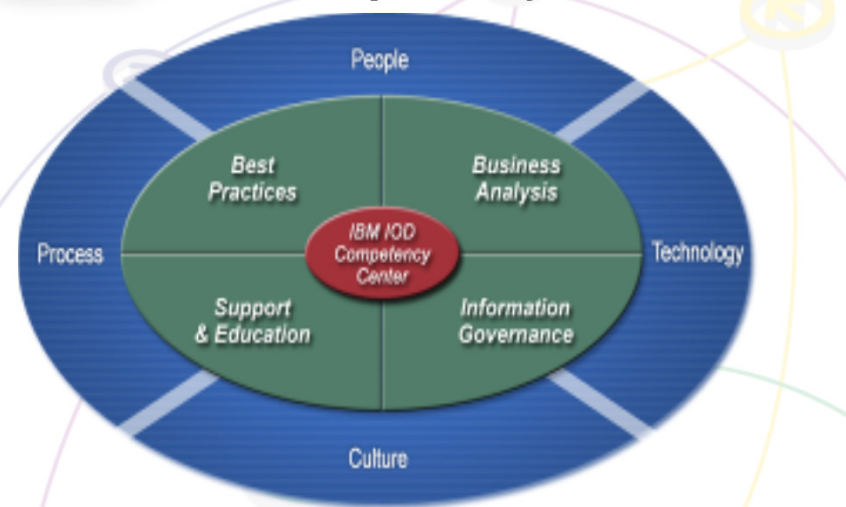 People
Best
Practices
Business
Analysis
IBM IOD
Competency
Center
Process
Technology
Support
& Education
Information
Governance
Culture